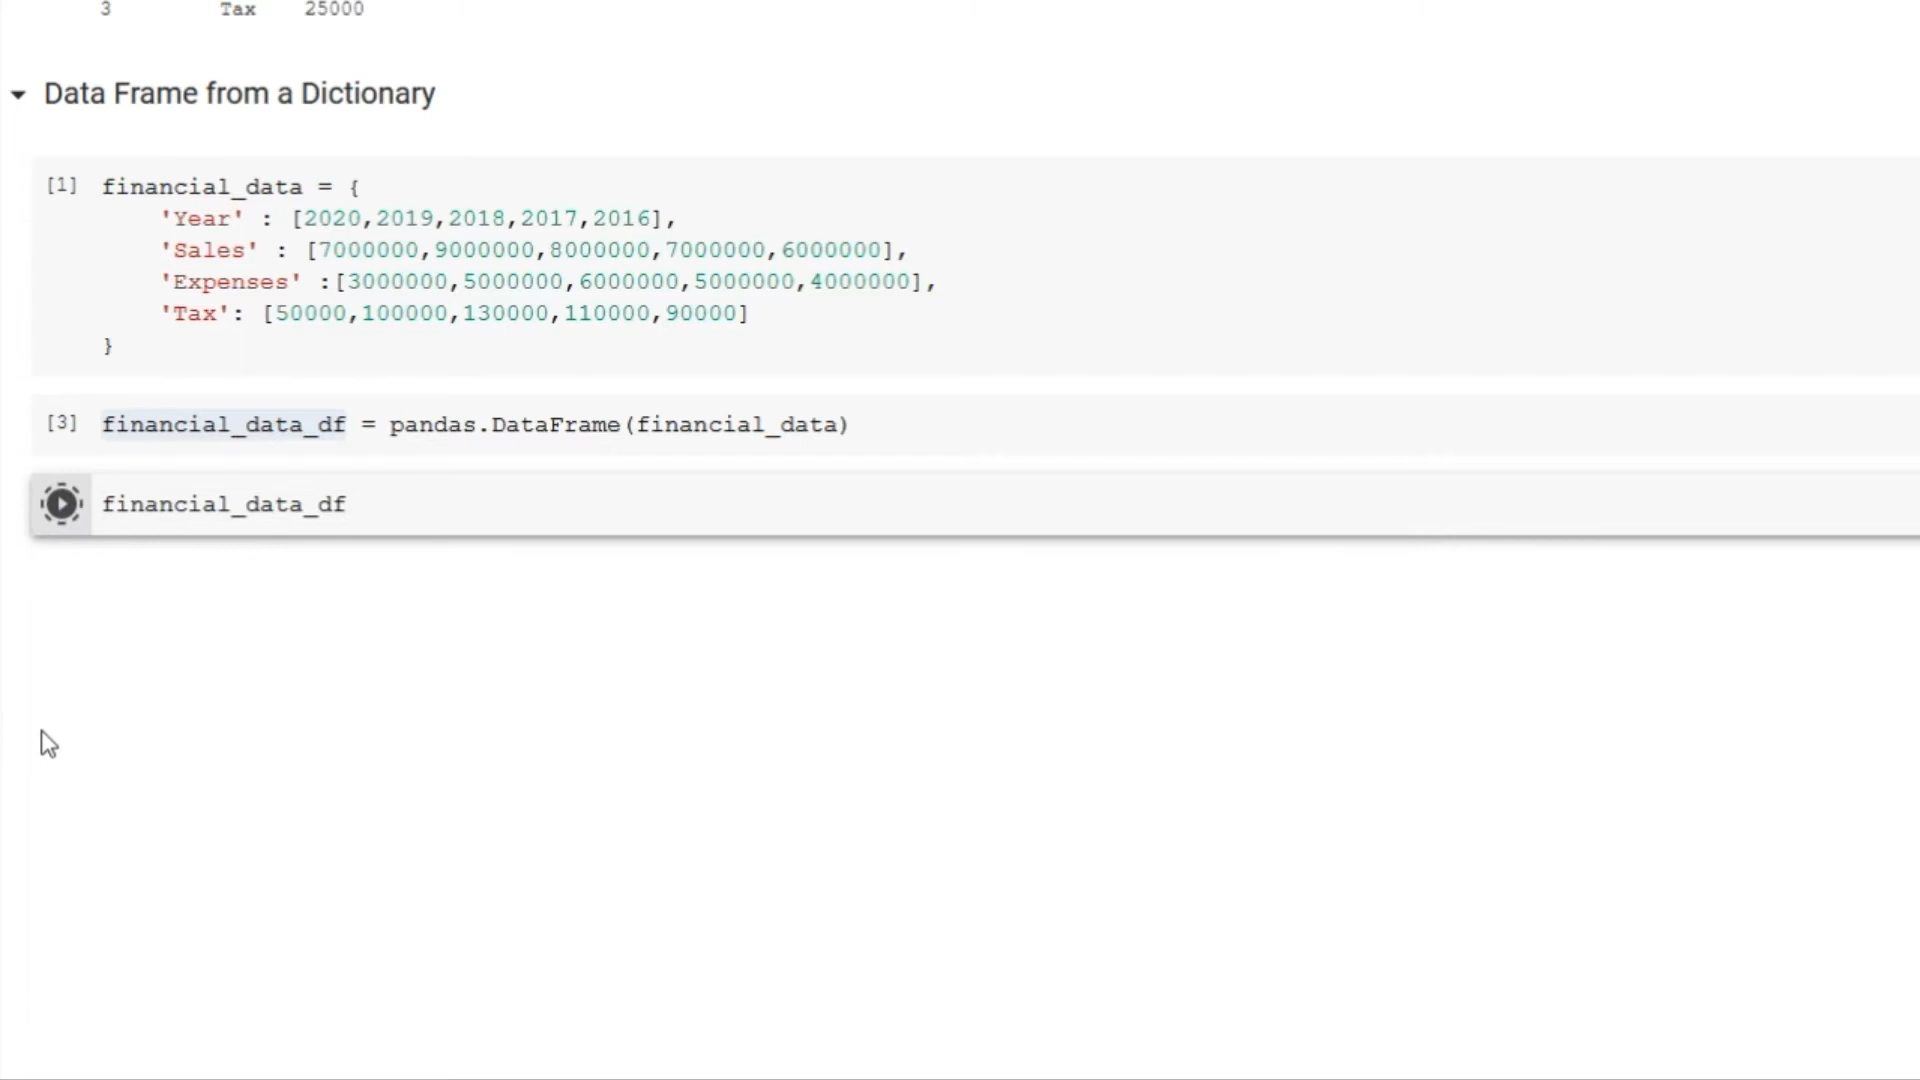 3 Tax 25000
Data Frame from a Dictionary
[1] financial_data = {
'Year' : [2020,2019,2018,2017,2016],
'Sales' : [7000000,9000000,8000000,7000000,6000000],
'Expenses' :[3000000,5000000,6000000,5000000,4000000],
'Tax': [50000,100000,130000,110000,90000]
}
[3] financial_data_df = pandas.DataFrame(financial_data)
financial_data_df